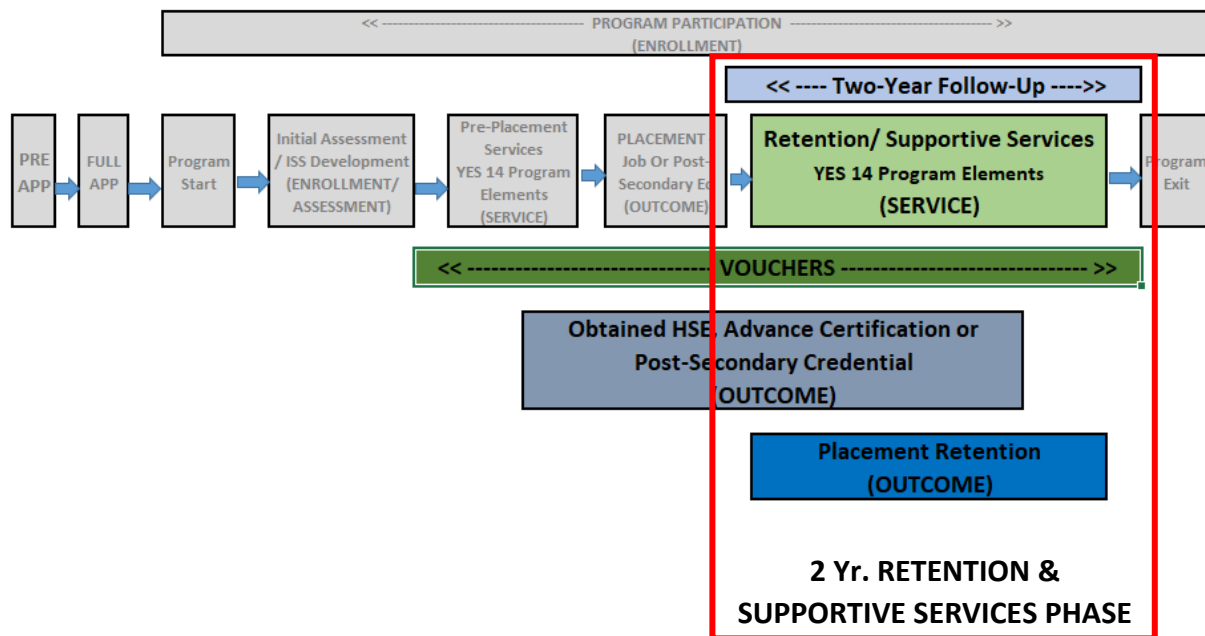 << ------------------------------------ PROGRAM PARTICIPATION ------------------------------------ >>
(ENROLLMENT)
<< ---- Two-Year Follow-Up ---->>
PRE
APP
FULL
APP
Program
Start
Initial Assessment
/ ISS Development
(ENROLLMENT/
ASSESSMENT)
Pre-Placement
Services
YES 14 Program
Elements
(SERVICE)
PLACEMENT
Job Or Post-
Secondary
(OUTCOME)
Retention/ Supportive Services
YES 14 Program Elements
(SERVICE)
Program
Exit
<< ------------------------------- VOUCHERS ------------------------------- >>
Obtained HSE, Advance Certification or
Post-Secondary Credential
(OUTCOME)
Placement Retention
(OUTCOME)
2 Yr. RETENTION &
SUPPORTIVE SERVICES PHASE